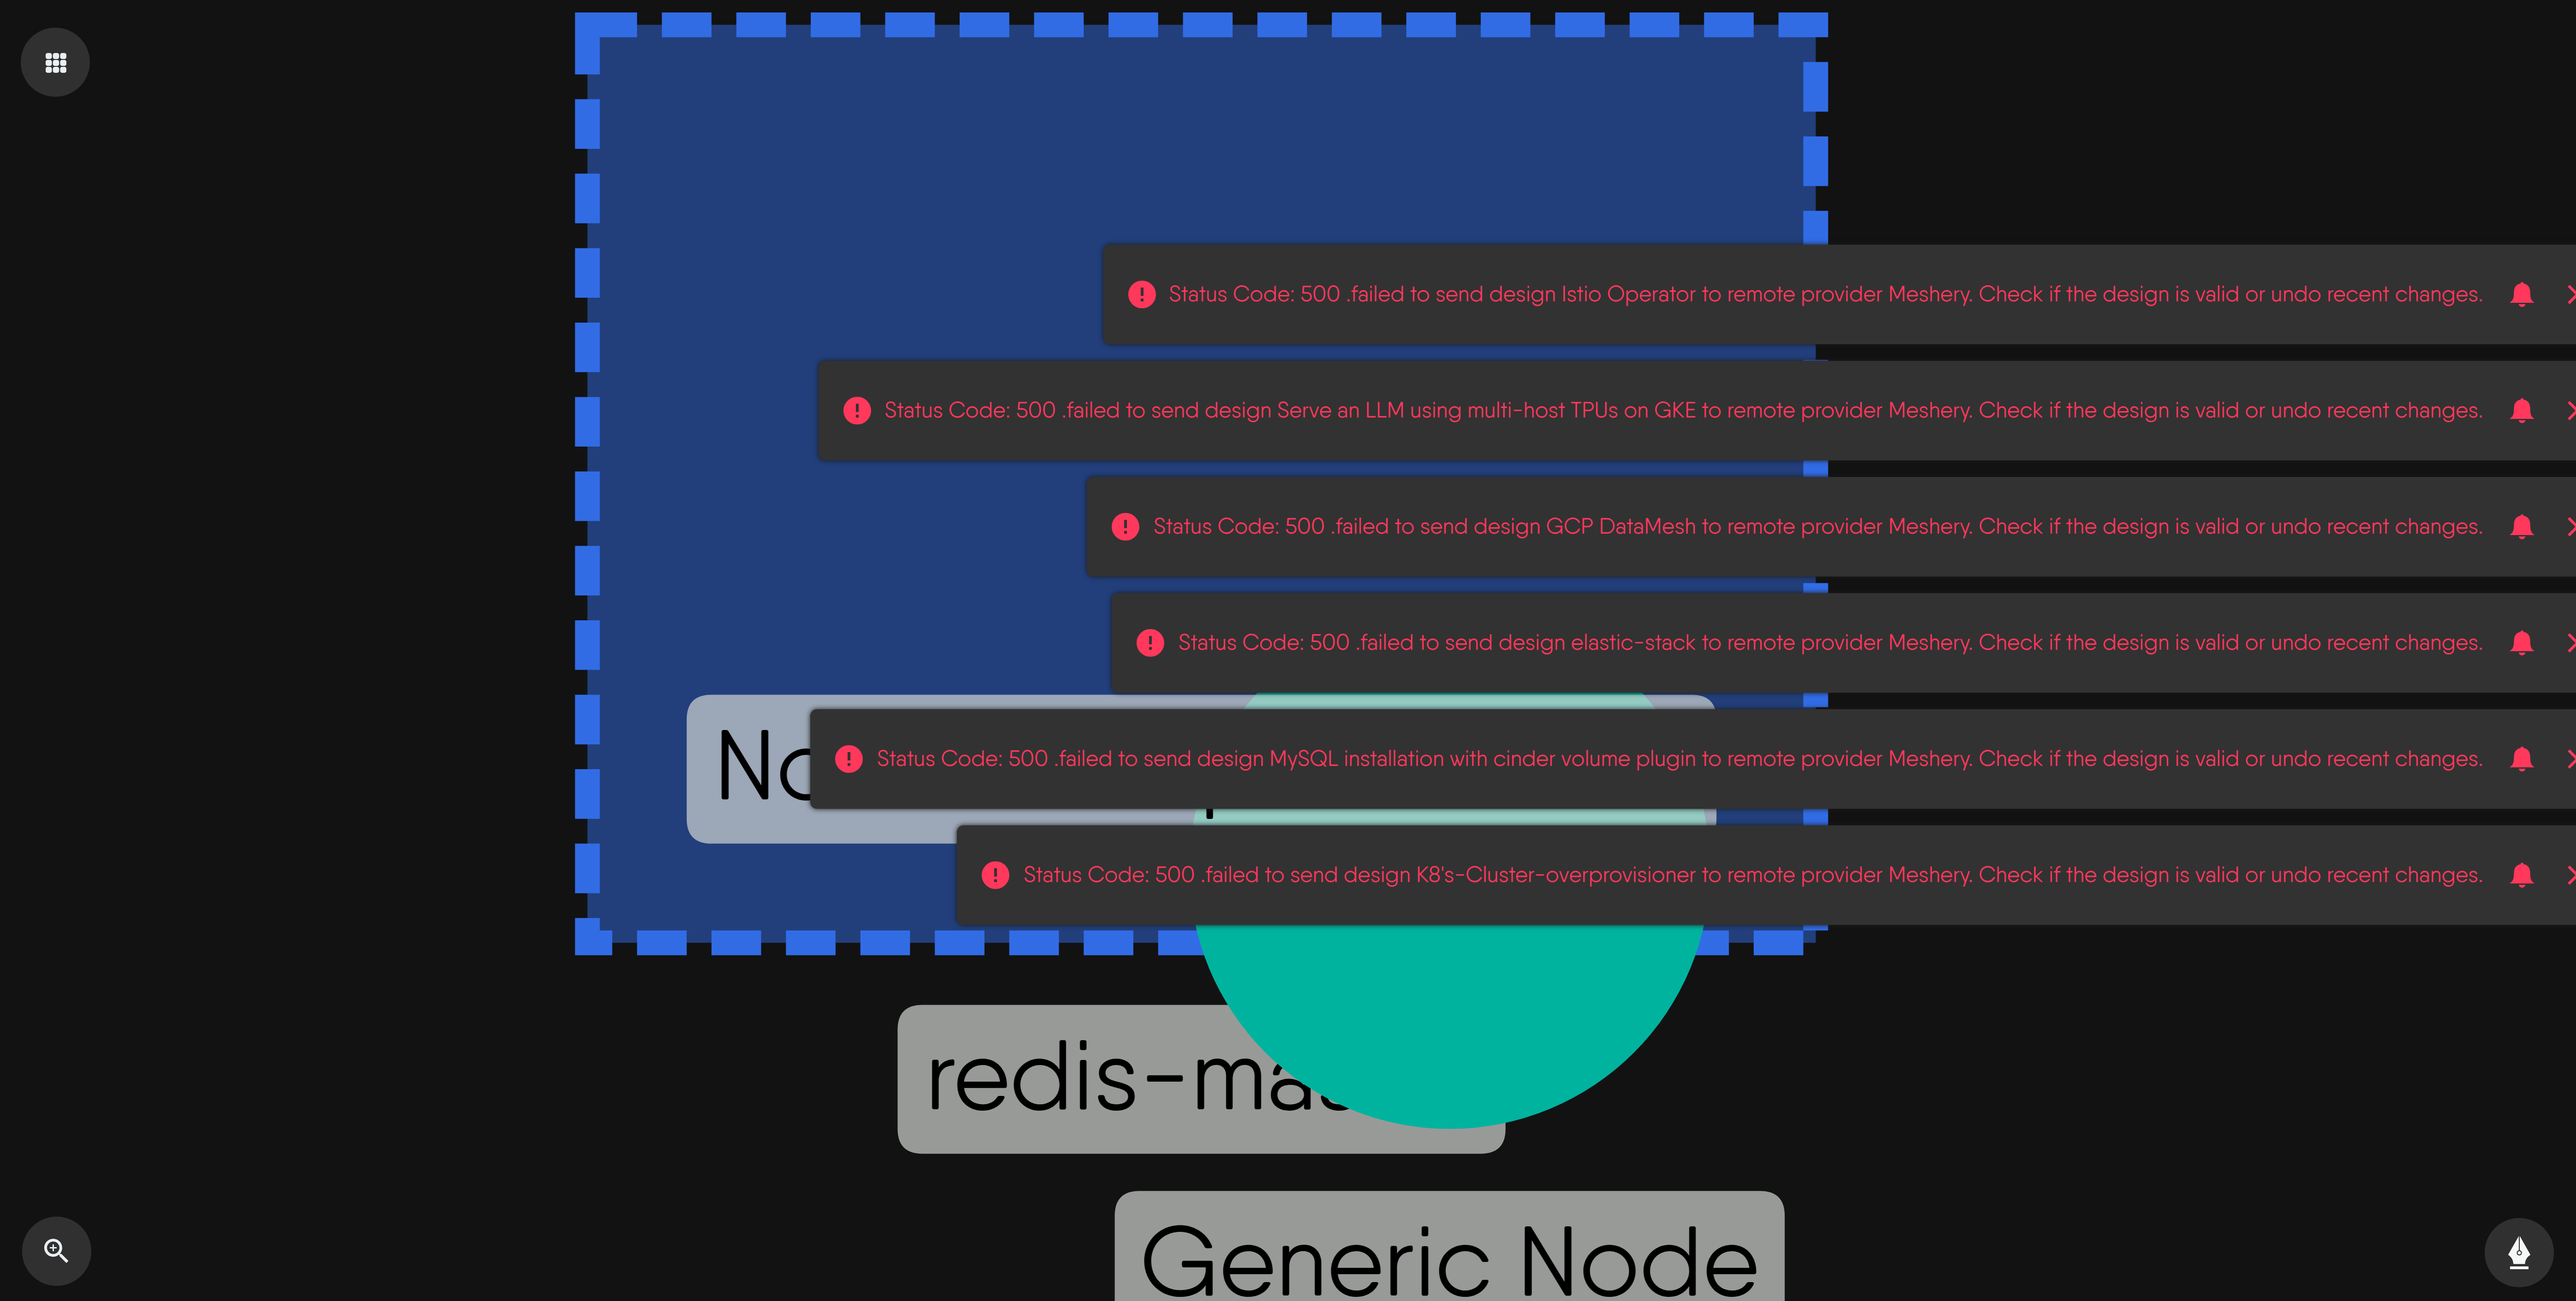 Status Code: 500 .failed to send design Istio Operator to remote provider Meshery. Check if the design is valid or undo recent changes.
Status Code: 500 .failed to send design Serve an LLM using multi-host TPUs on GKE to remote provider Meshery. Check if the design is valid or undo recent changes.
Status Code: 500 .failed to send design GCP DataMesh to remote provider Meshery. Check if the design is valid or undo recent changes.
Status Code: 500 .failed to send design elastic-stack to remote provider Meshery. Check if the design is valid or undo recent changes.
Status Code: 500 .failed to send design MySQL installation with cinder volume plugin to remote provider Meshery. Check if the design is valid or undo recent changes.
Status Code: 500 .failed to send design K8's-Cluster-overprovisioner to remote provider Meshery. Check if the design is valid or undo recent changes.
Generic Node